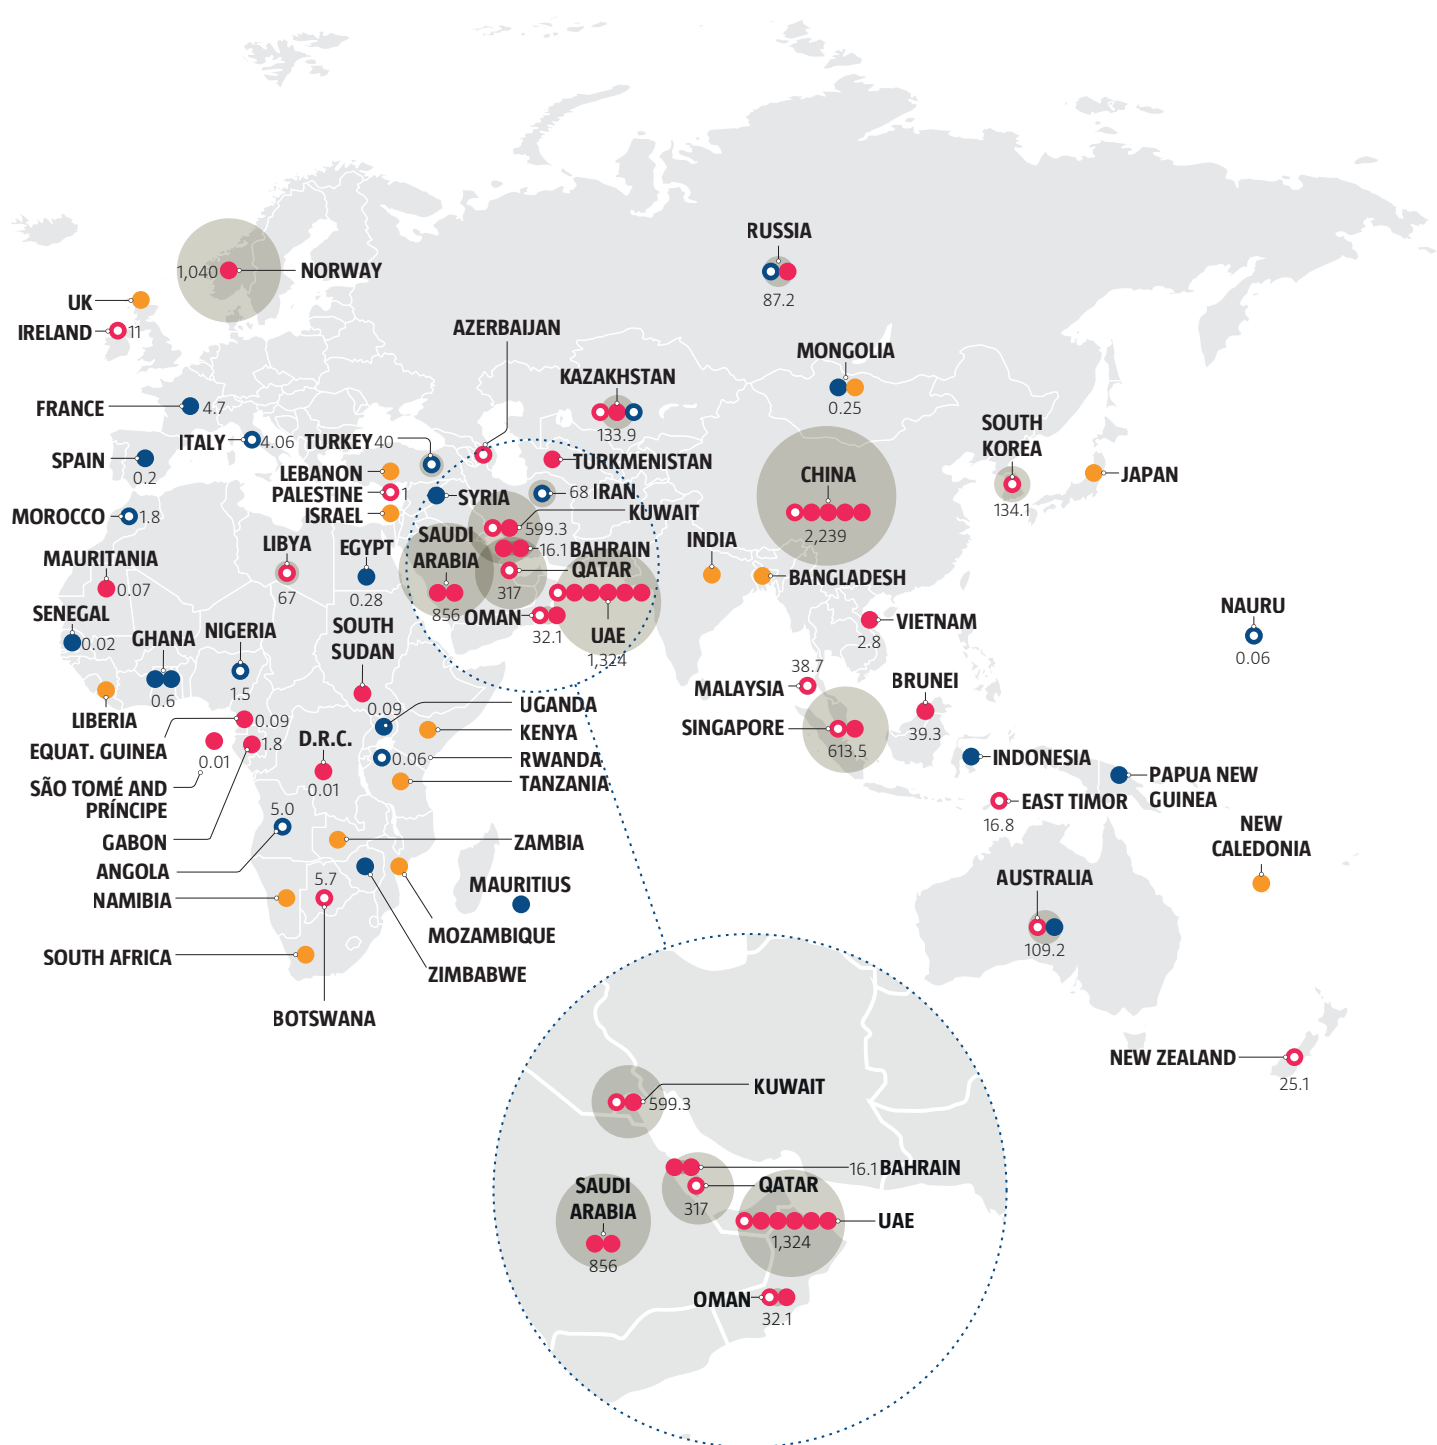 RUSSIA
87.2
1,040
NORWAY
UK
IRELAND
11
AZERBAIJAN
MONGOLIA
0.25
KAZAKHSTAN
133.9
FRANCE
4.7
SOUTH
KOREA
134.1
ITALY
4.06
TURKEY
40
SPAIN
0.2
LEBANON
PALESTINE
1
ISRAEL
TURKMENISTAN
CHINA
2,239
JAPAN
SYRIA
68
IRAN
KUWAIT
599.3
MOROCCO
1.8
SAUDI
ARABIA
856
16.1
BAHRAIN
QATAR
317
INDIA
LIBYA
67
EGYPT
0.28
MAURITANIA
0.07
BANGLADESH
OMAN
32.1
UAE
1,324
SENEGAL
0.02
GHANA
0.6
NIGERIA
1.5
SOUTH
SUDAN
0.09
VIETNAM
2.8
NAURU
0.06
38.7
MALAYSIA
BRUNEI
39.3
LIBERIA
UGANDA
SINGAPORE
613.5
0.09
EQUAT. GUINEA
KENYA
D.R.C.
0.01
1.8
0.01
0.06
RWANDA
INDONESIA
SÃO TOMÉ AND
PRÍNCIPE
TANZANIA
PAPUA NEW
GUINEA
EAST TIMOR
16.8
5.0
GABON
ZAMBIA
NEW
CALEDONIA
ANGOLA
5.7
MAURITIUS
AUSTRALIA
109.2
NAMIBIA
MOZAMBIQUE
SOUTH AFRICA
ZIMBABWE
BOTSWANA
NEW ZEALAND
25.1
KUWAIT
599.3
16.1
BAHRAIN
SAUDI
ARABIA
856
QATAR
317
UAE
1,324
OMAN
32.1